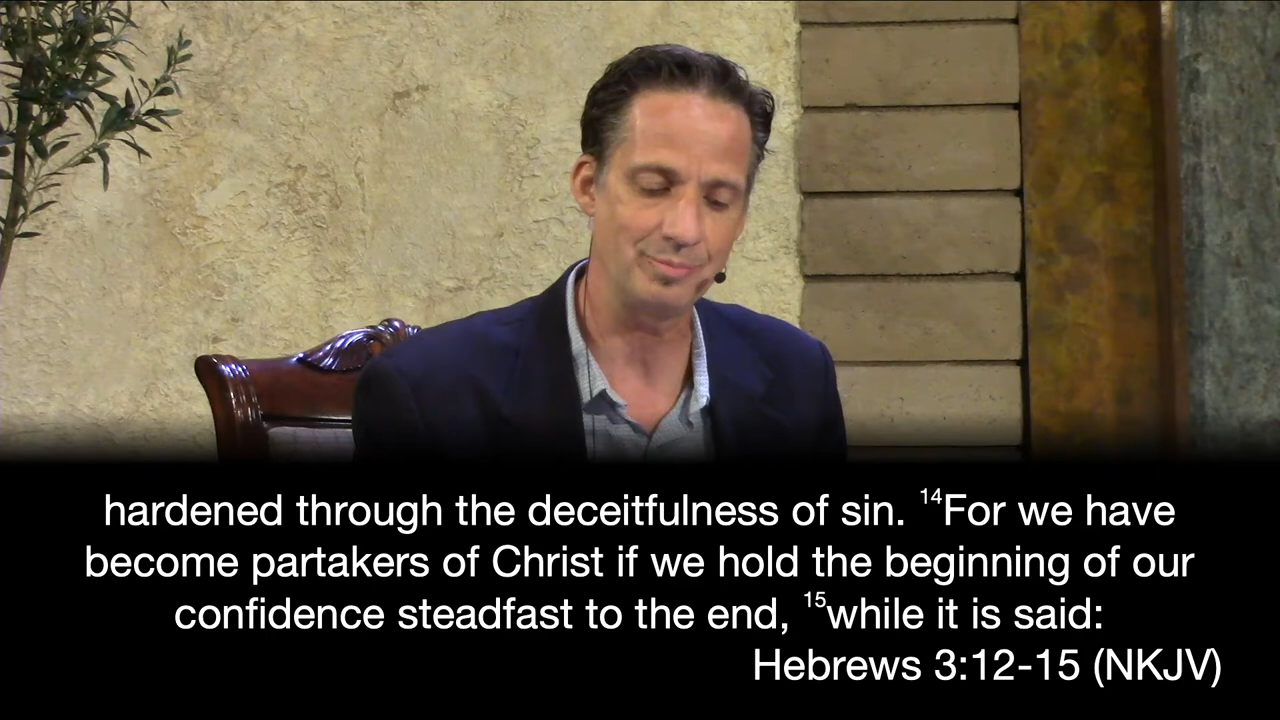 hardened through the deceitfulness of sin. 14For we have
become partakers of Christ if we hold the beginning of our
confidence steadfast to the end, 15while it is said:
Hebrews 3:12-15 (NKJV)